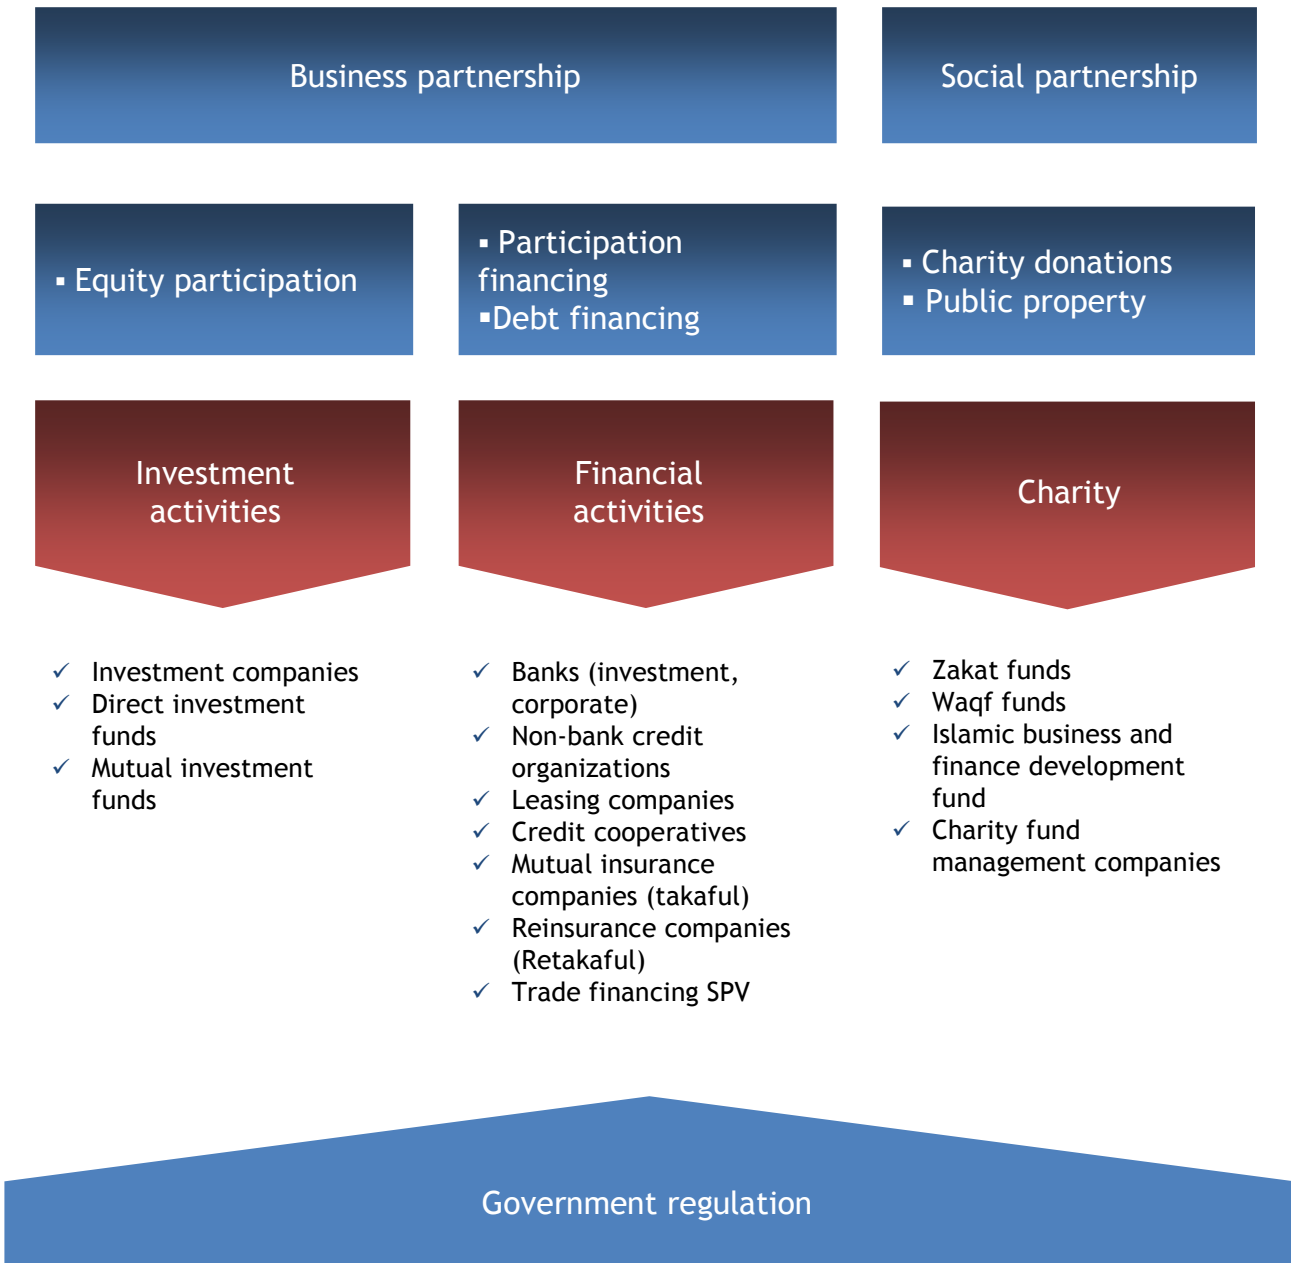 Business partnership
Social partnership
▪ Equity participation
▪ Participation
financing
▪Debt financing
▪ Charity donations
▪ Public property
Investment
activities
Financial
activities
Charity
✓ Investment companies
✓ Direct investment
funds
✓ Mutual investment
funds
✓ Banks (investment,
corporate)
✓ Non-bank credit
organizations
✓ Leasing companies
✓ Credit cooperatives
✓ Mutual insurance
companies (takaful)
✓ Reinsurance companies
(Retakaful)
✓ Trade financing SPV
✓ Zakat funds
✓ Waqf funds
✓ Islamic business and
finance development
fund
✓ Charity fund
management companies
Government regulation